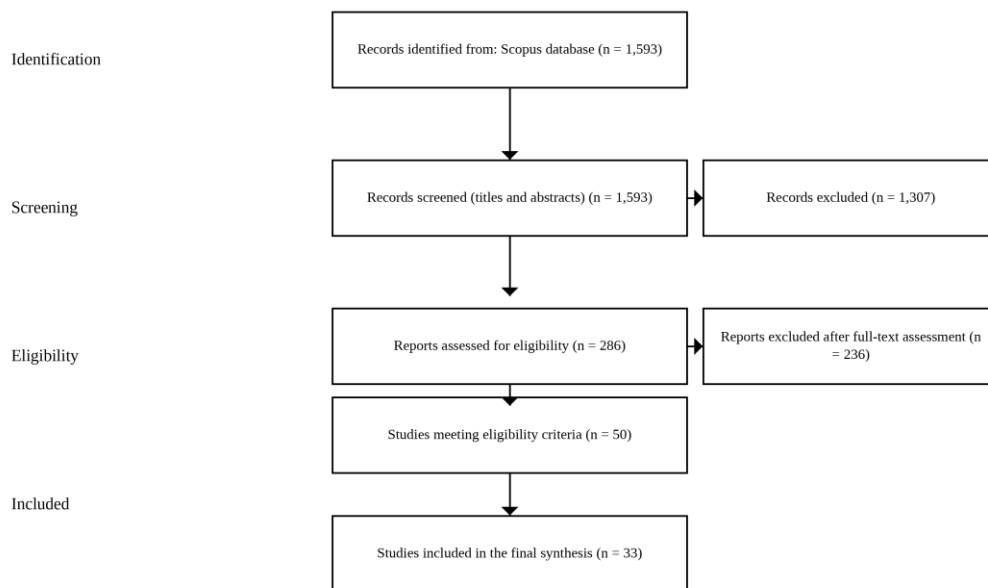 Identification
Records identified from: Scopus database (n = 1,593)
Screening
Records screened (titles and abstracts) (n = 1,593)
Records excluded (n = 1,307)
Eligibility
Reports assessed for eligibility (n = 286)
Reports excluded after full-text assessment (n
= 236)
Studies meeting eligibility criteria (n = 50)
Included
Studies included in the final synthesis (n = 33)